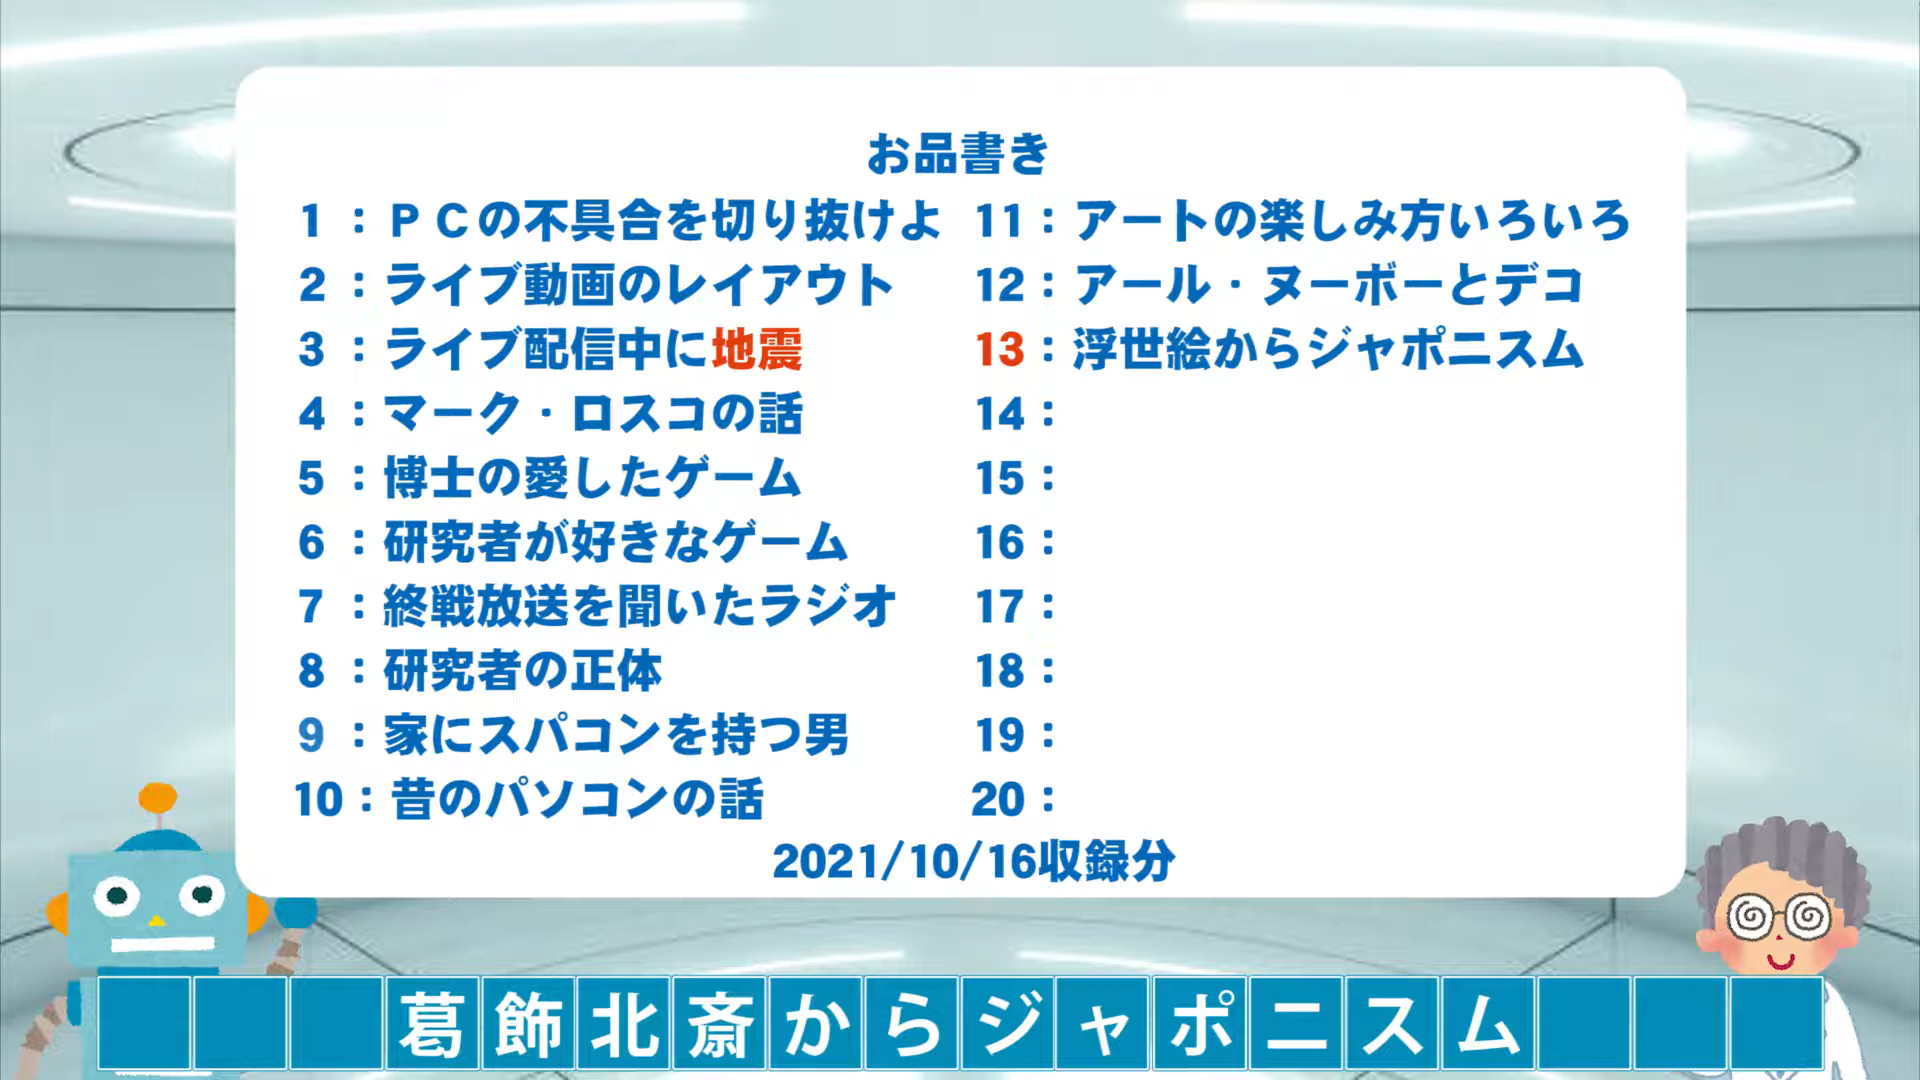 お品書き
1：ＰＣの不具合を切り抜けよ
2：ライブ動画のレイアウト
3：ライブ配信中に地震
4：マーク・ロスコの話
5：博士の愛したゲーム
6：研究者が好きなゲーム
7：終戦放送を聞いたラジオ
8：研究者の正体
9：家にスパコンを持つ男
10：昔のパソコンの話
11：アートの楽しみ方いろいろ
12：アール・ヌーボーとデコ
13：浮世絵からジャポニスム
14：
15：
16：
17：
18：
19：
20：
2021/10/16収録分
葛飾北斎からジャポニスム